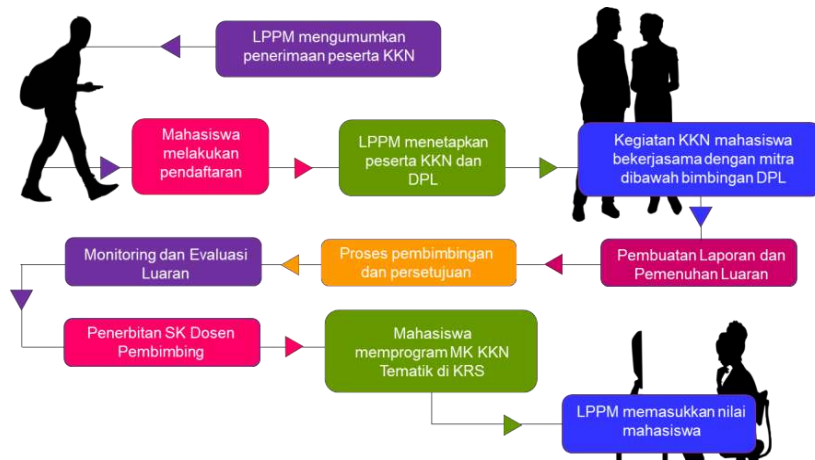 LPPM mengumumkan
penerimaan peserta KKN
Mahasiswa
melakukan
pendaftaran
LPPM menetapkan
peserta KKN dan
DPL
Kegiatan KKN mahasiswa
bekerjasama dengan mitra
dibawah bimbingan DPL
Pembuatan Laporan dan
Pemenuhan Luaran
Proses pembimbingan
dan persetujuan
Monitoring dan Evaluasi
Luaran
Penerbitan SK Dosen
Pembimbing
Mahasiswa
memprogram MK KKN
Tematik di KRS
LPPM memasukkan nilai
mahasiswa